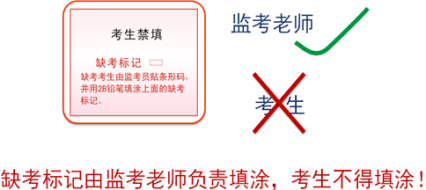 考生禁填
缺考标记
缺考考生由监考员贴条形码,
并用2B铅笔填涂上面的缺考
标记。
监考老师
考生
缺考标记由监考老师负责填涂，考生不得填涂！